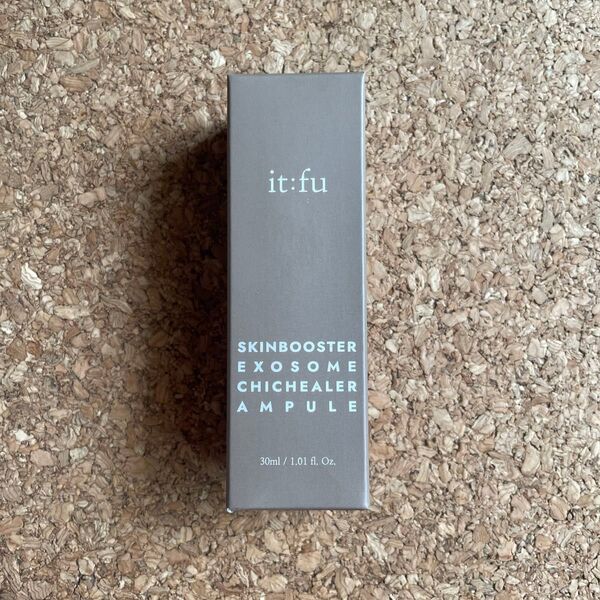 it:fu
SKINBOOSTER
EXOSOME
CHICHEALER
AMPULE
30ml / 1.01 fl. Oz.